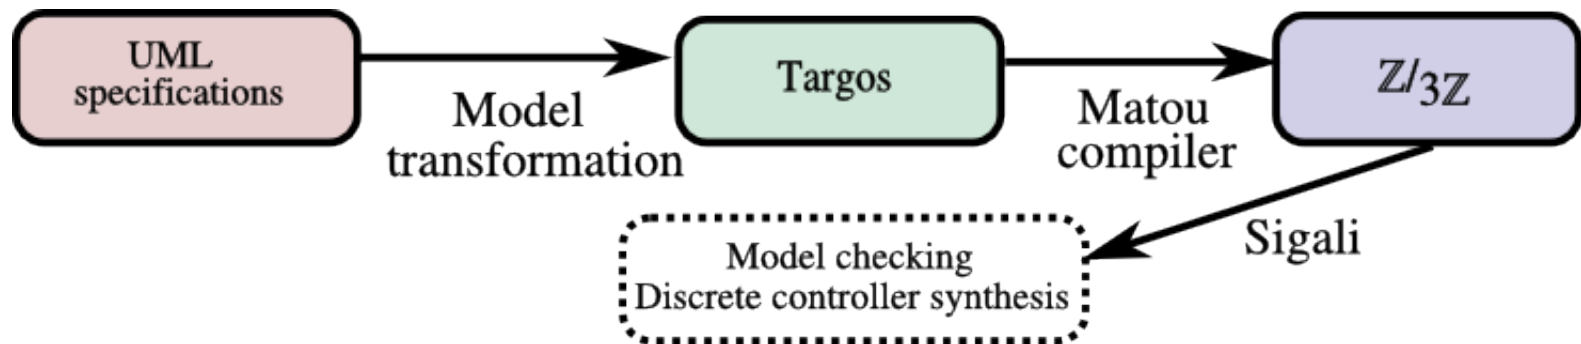 UML
specifications
Model
transformation
Targos
Matou
compiler
ℤ/3ℤ
Sigali
Model checking
Discrete controller synthesis